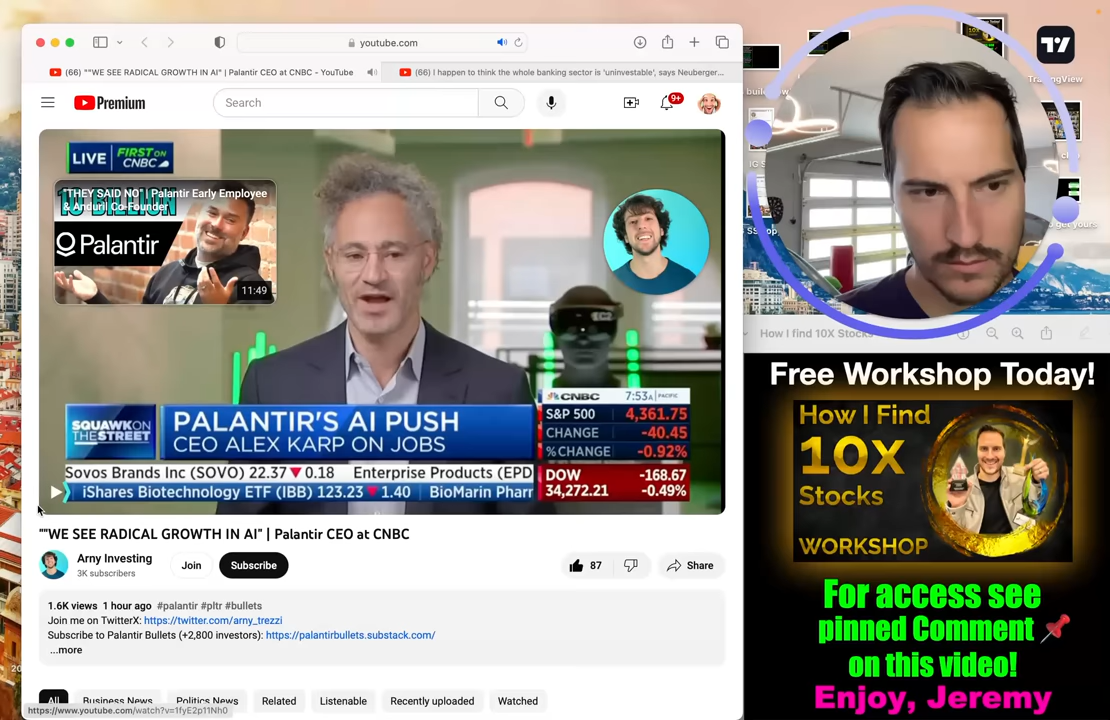 youtube.com
(66) ""WE SEE RADICAL GROWTH IN AI" | Palantir CEO at CNBC - YouTube
(66) I happen to think the whole banking sector is 'uninvestable', says Neuberger...
Premium
Search
9+
LIVE FIRST ON CNBC
"THEY SAID NO" | Palantir Early Employee
& Anduril Co-Founder
10 BILLION
Palantir
11:49
SQUAWK ON THE STREET
PALANTIR'S AI PUSH
CEO ALEX KARP ON JOBS
CNBC 7:53A PACIFIC
S&P 500 4,361.75
CHANGE -40.45
%CHANGE -0.92%
DOW -168.67
34,272.21 -0.49%
Sovos Brands Inc (SOVO) 22.37 ▼ 0.18 Enterprise Products (EPD
iShares Biotechnology ETF (IBB) 123.23 ▼ 1.40 BioMarin Pharr
""WE SEE RADICAL GROWTH IN AI" | Palantir CEO at CNBC
Arny Investing
3K subscribers
Join
Subscribe
87
Share
1.6K views 1 hour ago #palantir #pltr #bullets
Join me on TwitterX: https://twitter.com/arny_trezzi
Subscribe to Palantir Bullets (+2,800 investors): https://palantirbullets.substack.com/
...more
All
Business News
Politics News
Related
Listenable
Recently uploaded
Watched
https://www.youtube.com/watch?v=1fyE2p11Nh0
TradingView
How I find 10X Stocks
Free Workshop Today!
How I Find
10X
Stocks
WORKSHOP
For access see
pinned Comment 📌
on this video!
Enjoy, Jeremy